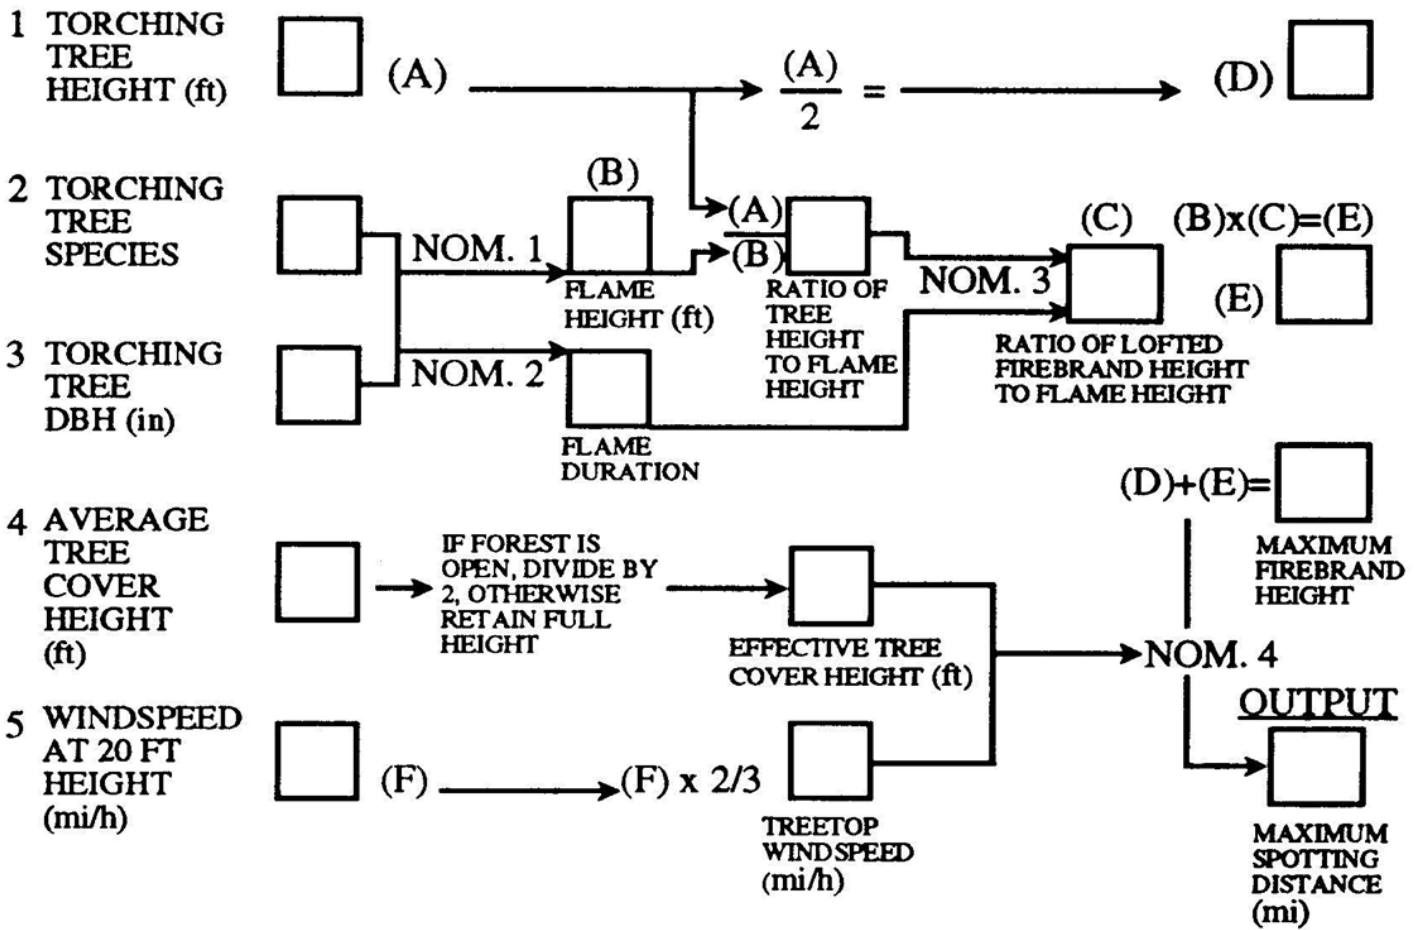 1 TORCHING
TREE
HEIGHT (ft)
(A)
(A)
2
=
(D)
2 TORCHING
TREE
SPECIES
NOM. 1
(B)
FLAME
HEIGHT (ft)
(A)
(B)
RATIO OF
TREE
HEIGHT
TO FLAME
HEIGHT
NOM. 3
(C)
RATIO OF LOFTED
FIREBRAND HEIGHT
TO FLAME HEIGHT
(B)x(C)=(E)
(E)
3 TORCHING
TREE
DBH (in)
NOM. 2
FLAME
DURATION
(D)+(E)=
MAXIMUM
FIREBRAND
HEIGHT
4 AVERAGE
TREE
COVER
HEIGHT
(ft)
IF FOREST IS
OPEN, DIVIDE BY
2, OTHERWISE
RETAIN FULL
HEIGHT
EFFECTIVE TREE
COVER HEIGHT (ft)
NOM. 4
5 WINDSPEED
AT 20 FT
HEIGHT
(mi/h)
(F)
(F) x 2/3
TREETOP
WINDSPEED
(mi/h)
OUTPUT
MAXIMUM
SPOTTING
DISTANCE
(mi)